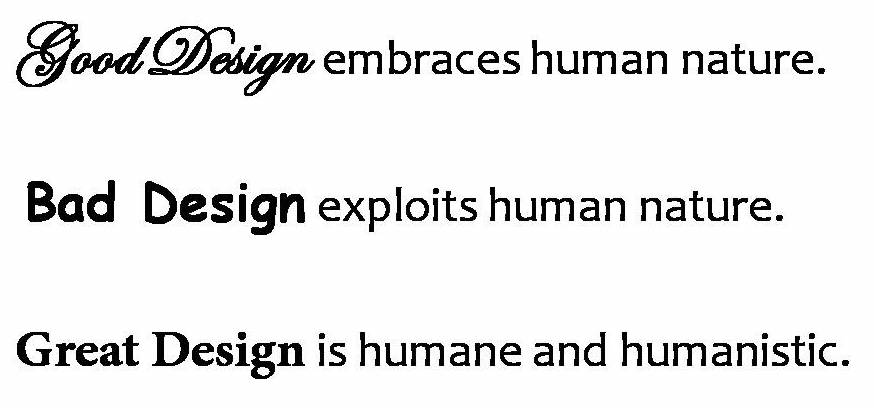 Good Design embraces human nature.
Bad Design exploits human nature.
Great Design is humane and humanistic.